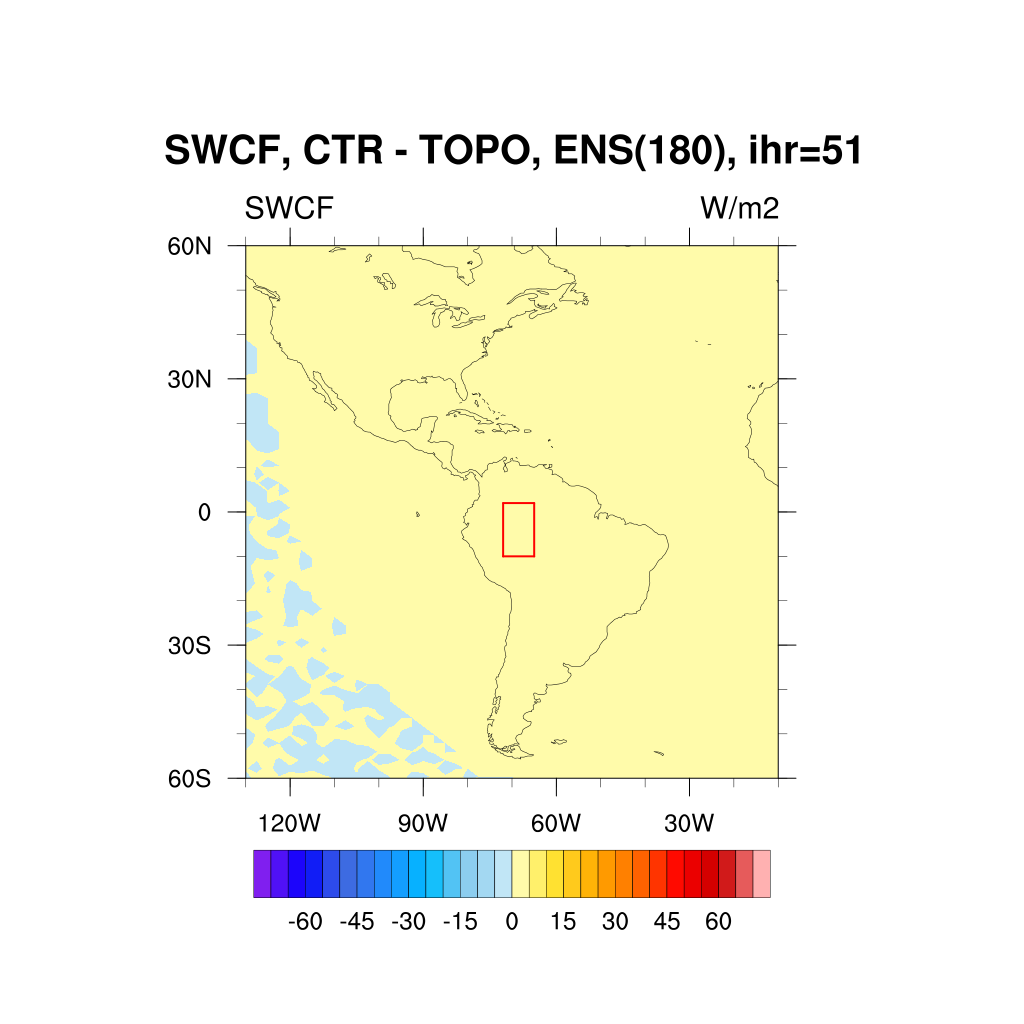 SWCF, CTR - TOPO, ENS(180), ihr=51
SWCF W/m2
60N
30N
0
30S
60S
120W 90W 60W 30W
-60 -45 -30 -15 0 15 30 45 60